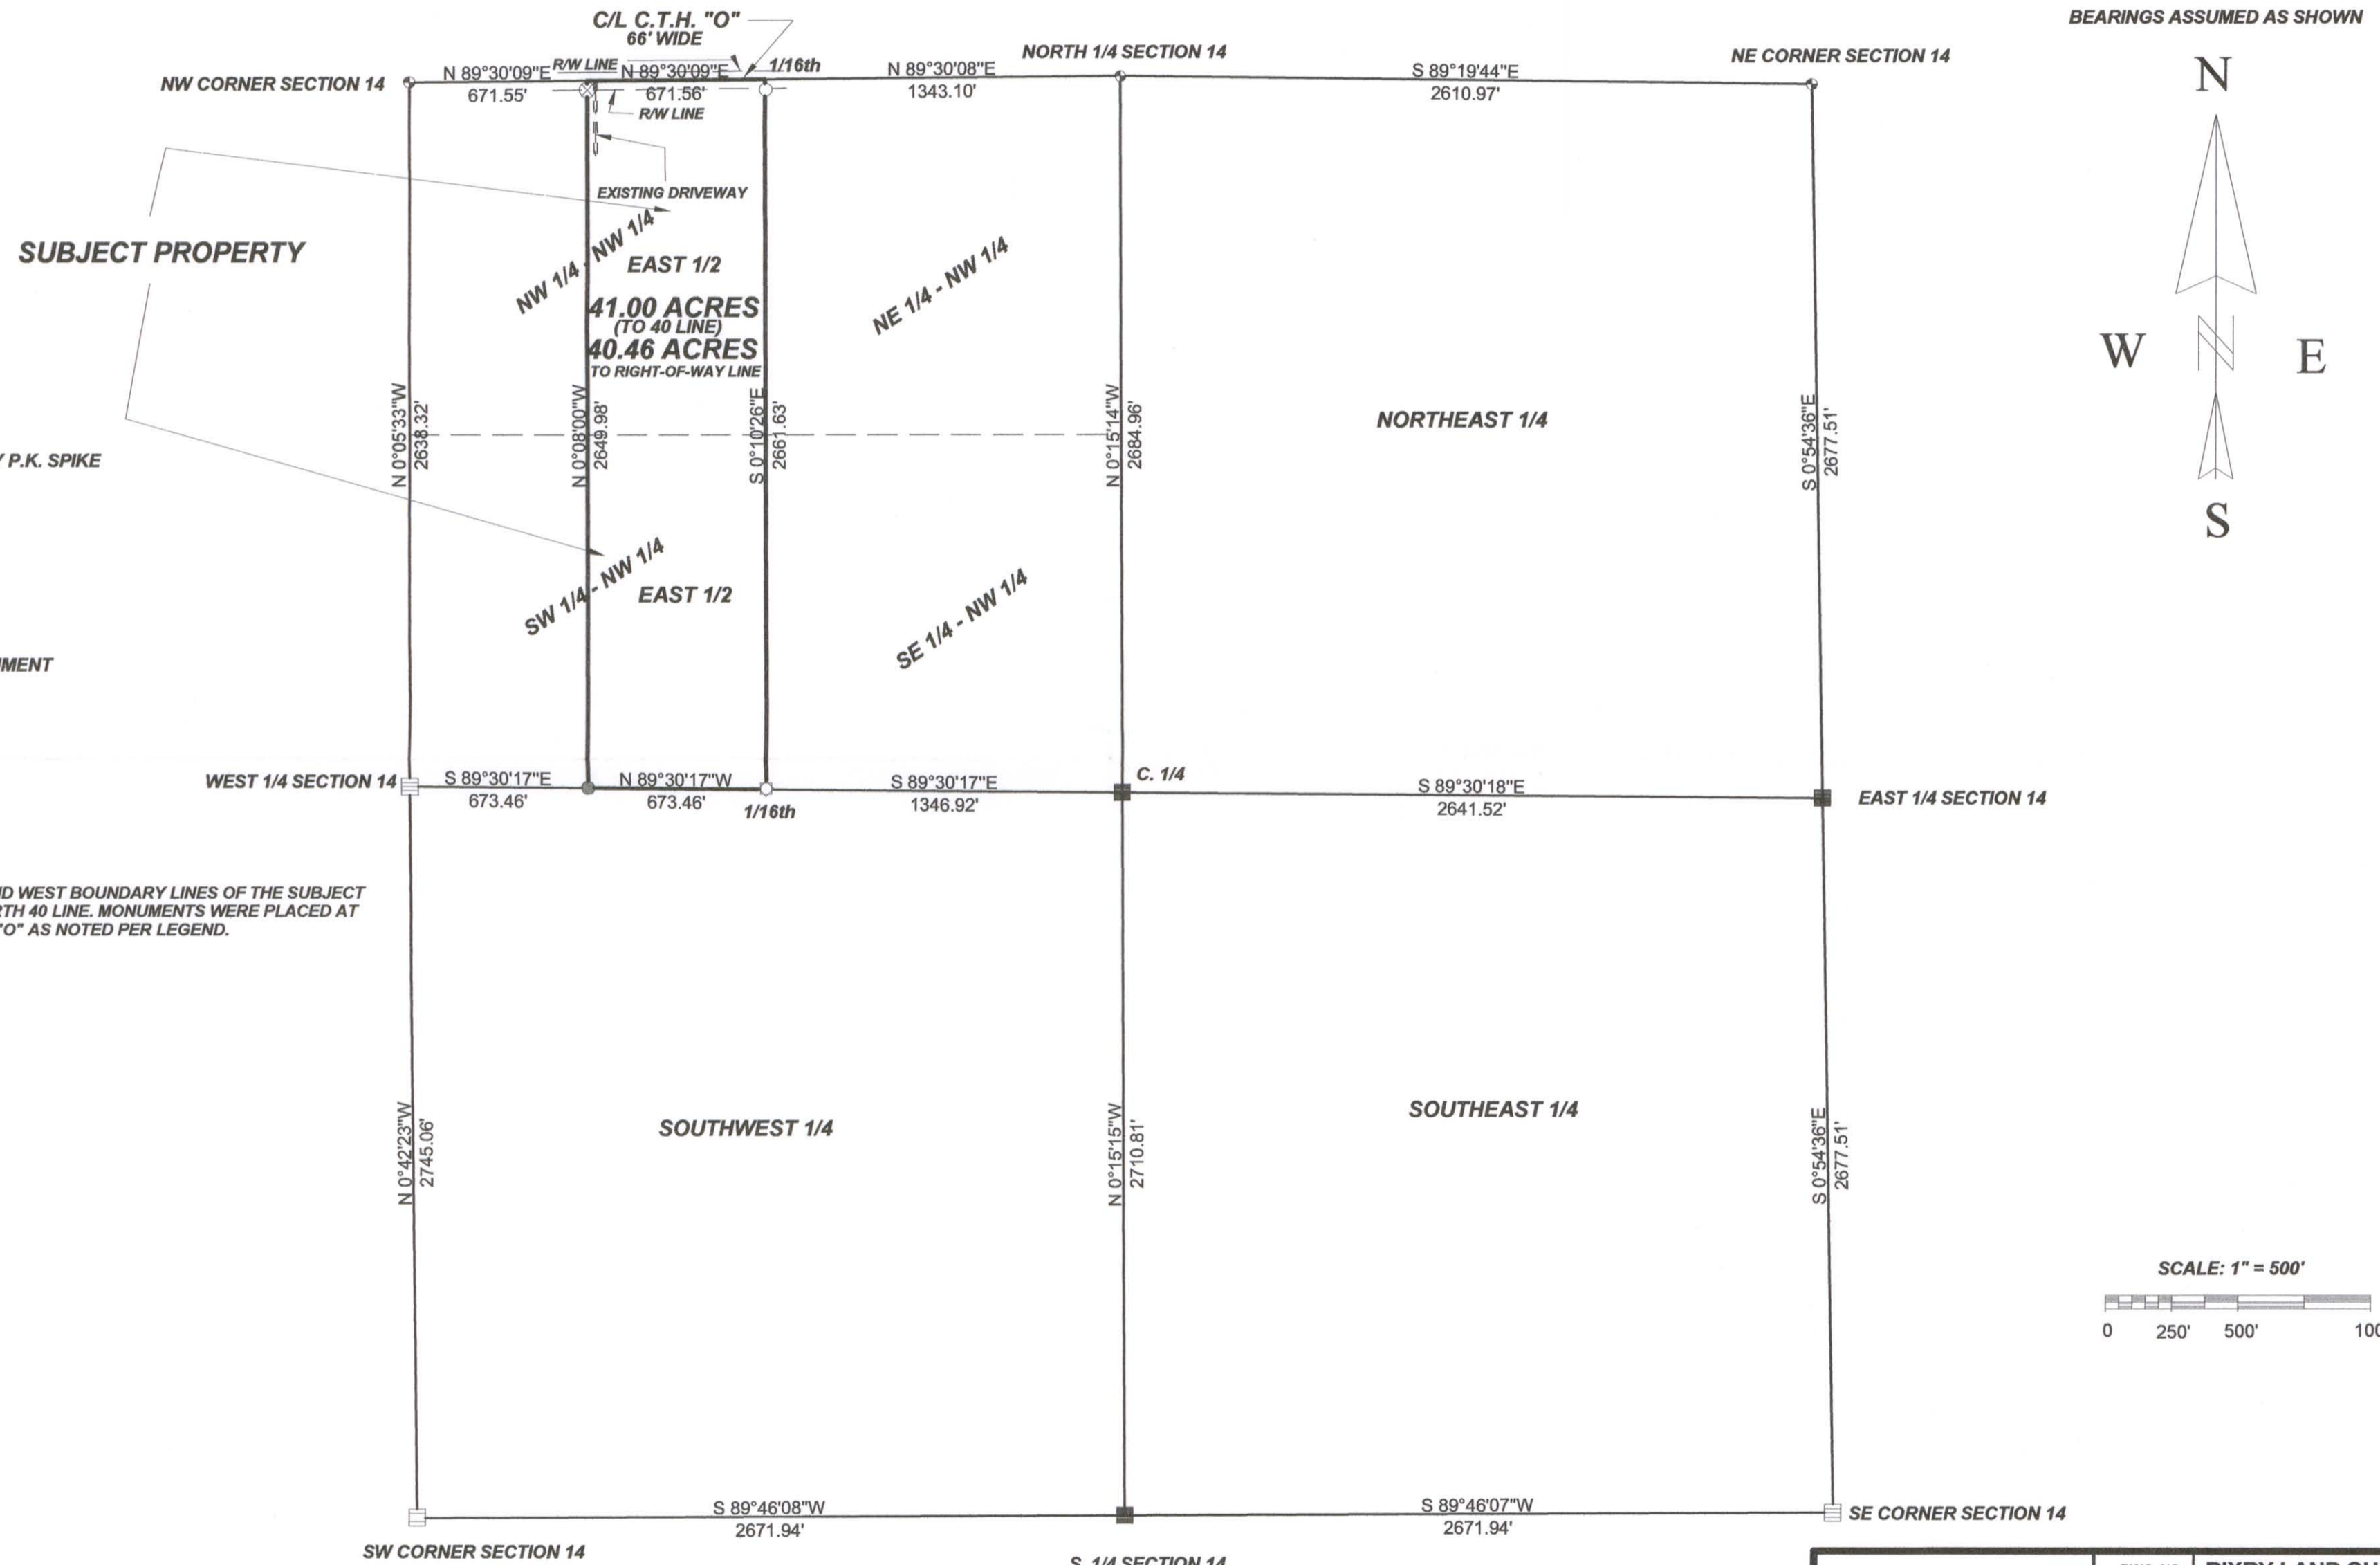 C/L C.T.H. "O"
66' WIDE
BEARINGS ASSUMED AS SHOWN
NW CORNER SECTION 14
N 89°30'09"E
671.55'
R/W LINE
N 89°30'09"E
671.56'
1/16th
R/W LINE
N 89°30'08"E
1343.10'
NORTH 1/4 SECTION 14
S 89°19'44"E
2610.97'
NE CORNER SECTION 14
N
W
E
S
EXISTING DRIVEWAY
SUBJECT PROPERTY
NW 1/4 - NW 1/4
EAST 1/2
41.00 ACRES
(TO 40 LINE)
40.46 ACRES
TO RIGHT-OF-WAY LINE
NE 1/4 - NW 1/4
N 0°05'33"W
2638.32'
N 0°08'00"W
2649.98'
S 0°10'26"E
2661.63'
N 0°15'14"W
2684.96'
NORTHEAST 1/4
S 0°54'36"E
2677.51'
P.K. SPIKE
SW 1/4 - NW 1/4
EAST 1/2
SE 1/4 - NW 1/4
MENT
WEST 1/4 SECTION 14
S 89°30'17"E
673.46'
N 89°30'17"W
673.46'
1/16th
S 89°30'17"E
1346.92'
C. 1/4
S 89°30'18"E
2641.52'
EAST 1/4 SECTION 14
D WEST BOUNDARY LINES OF THE SUBJECT
TH 40 LINE. MONUMENTS WERE PLACED AT
"O" AS NOTED PER LEGEND.
N 0°42'23"W
2745.06'
SOUTHWEST 1/4
N 0°15'15"W
2710.81'
SOUTHEAST 1/4
S 0°54'36"E
2677.51'
SCALE: 1" = 500'
0 250' 500' 100
S 89°46'08"W
2671.94'
S 89°46'07"W
2671.94'
SE CORNER SECTION 14
SW CORNER SECTION 14
S. 1/4 SECTION 14